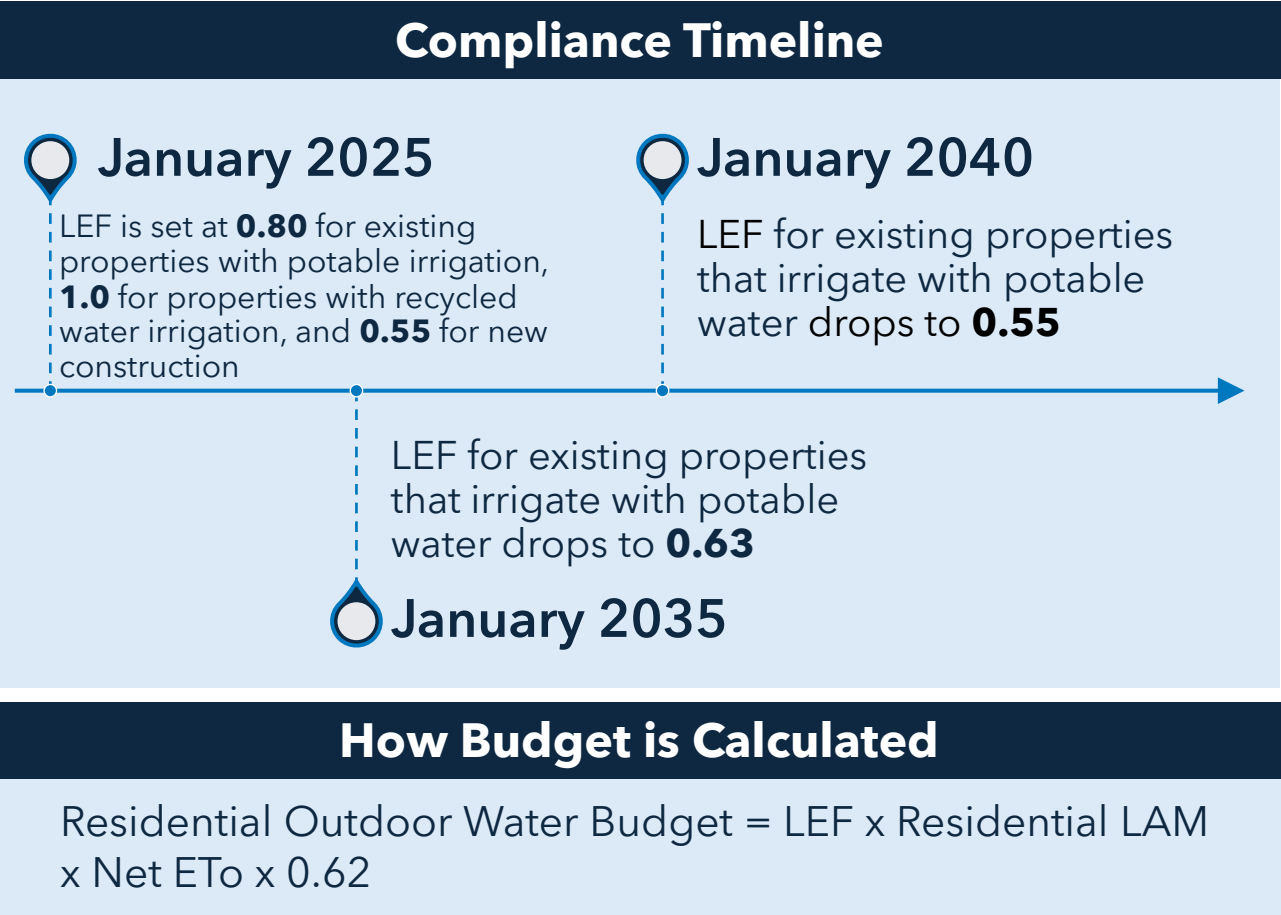 Compliance Timeline
January 2025
LEF is set at 0.80 for existing
properties with potable irrigation,
1.0 for properties with recycled
water irrigation, and 0.55 for new
construction
January 2040
LEF for existing properties
that irrigate with potable
water drops to 0.55
LEF for existing properties
that irrigate with potable
water drops to 0.63
January 2035
How Budget is Calculated
Residential Outdoor Water Budget = LEF x Residential LAM
x Net ETo x 0.62